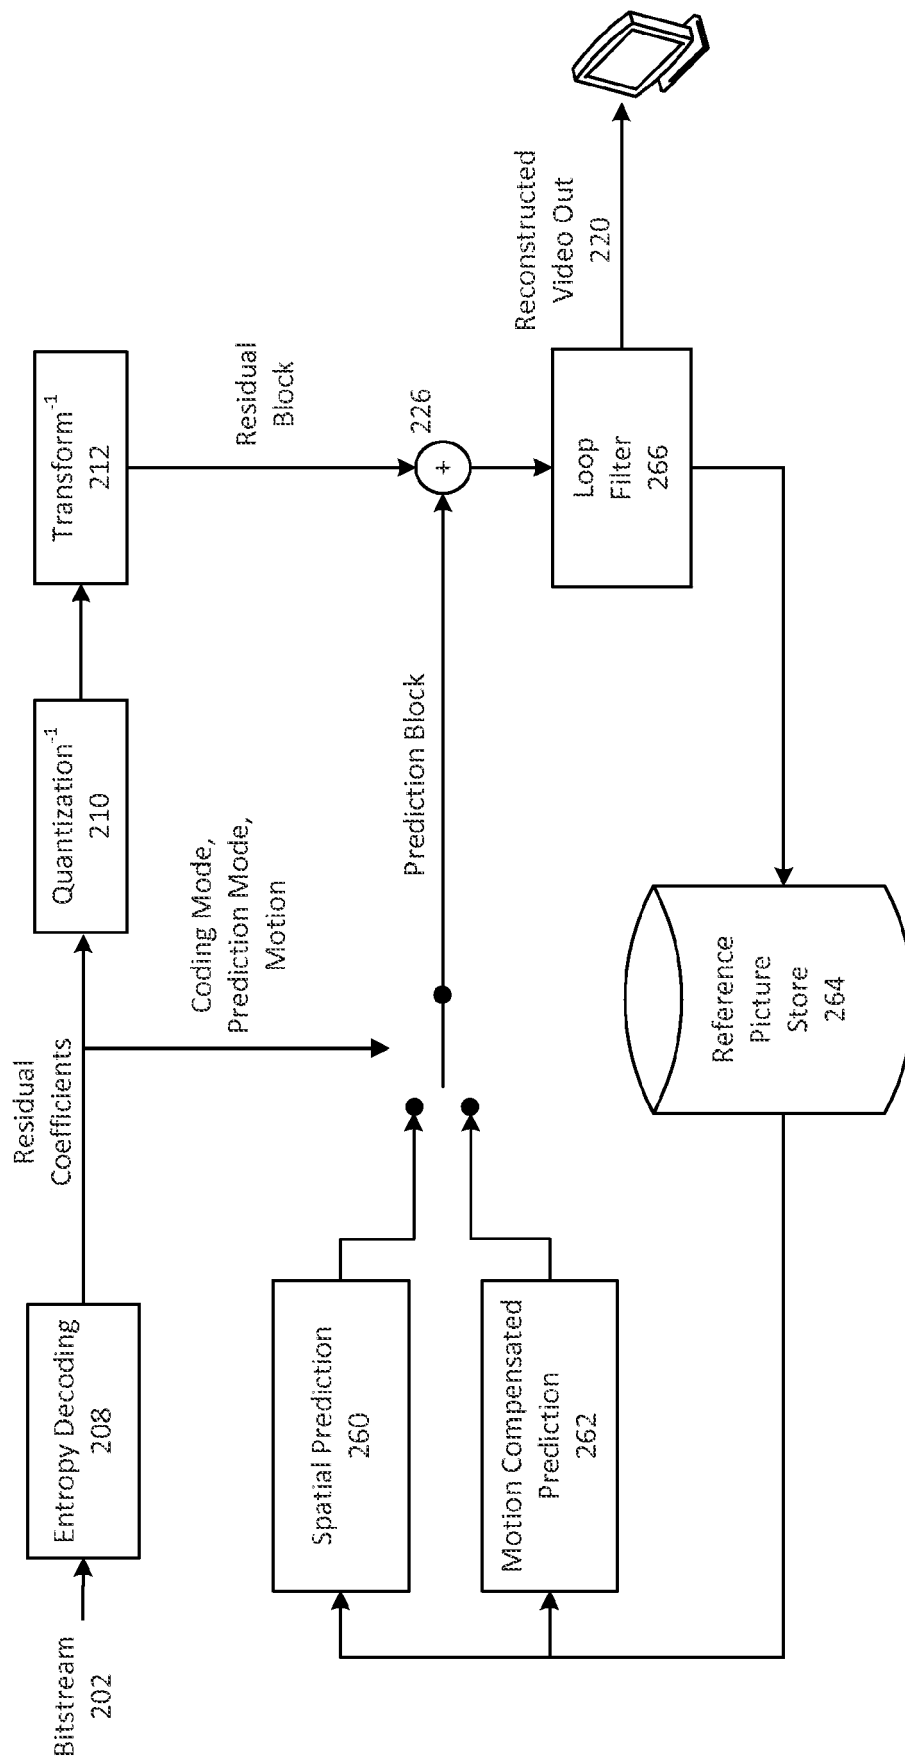 Bitstream
202
Entropy Decoding
208
Residual
Coefficients
Quantization-1
210
Transform-1
212
Coding Mode,
Prediction Mode,
Motion
Residual
Block
Spatial Prediction
260
Motion Compensated
Prediction
262
Prediction Block
226
+
Loop
Filter
266
Reconstructed
Video Out
220
Reference
Picture
Store
264